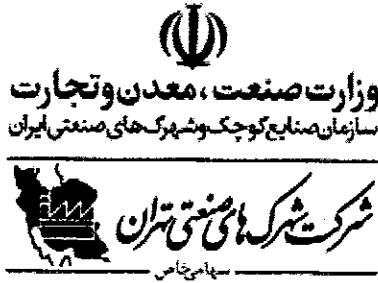 وزارت صنعت، معدن و تجارت
سازمان صنایع کوچک و شهرک های صنعتی ایران
شرکت شهرک های صنعتی تهران
سهامی خاص